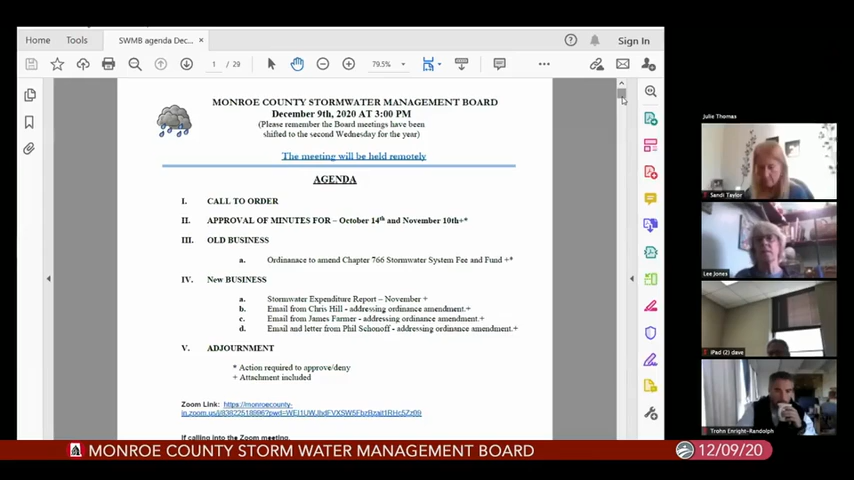 Home Tools SWMB agenda Dec... × Sign In
1 / 29 79.5%
MONROE COUNTY STORMWATER MANAGEMENT BOARD
December 9th, 2020 AT 3:00 PM
(Please remember the Board meetings have been
shifted to the second Wednesday for the year)
The meeting will be held remotely
AGENDA
I. CALL TO ORDER
II. APPROVAL OF MINUTES FOR – October 14th and November 10th+*
III. OLD BUSINESS
a. Ordinanace to amend Chapter 766 Stormwater System Fee and Fund +*
IV. New BUSINESS
a. Stormwater Expenditure Report – November +
b. Email from Chris Hill - addressing ordinance amendment.+
c. Email from James Farmer - addressing ordinance amendment.+
d. Email and letter from Phil Schonoff - addressing ordinance amendment.+
V. ADJOURNMENT
* Action required to approve/deny
+ Attachment included
Zoom Link: https://monroecounty-
If calling into the Zoom meeting,
Julie Thomas
Sandi Taylor
Lee Jones
iPad (2) dave
Trohn Enright-Randolph
MONROE COUNTY STORM WATER MANAGEMENT BOARD 12/09/20